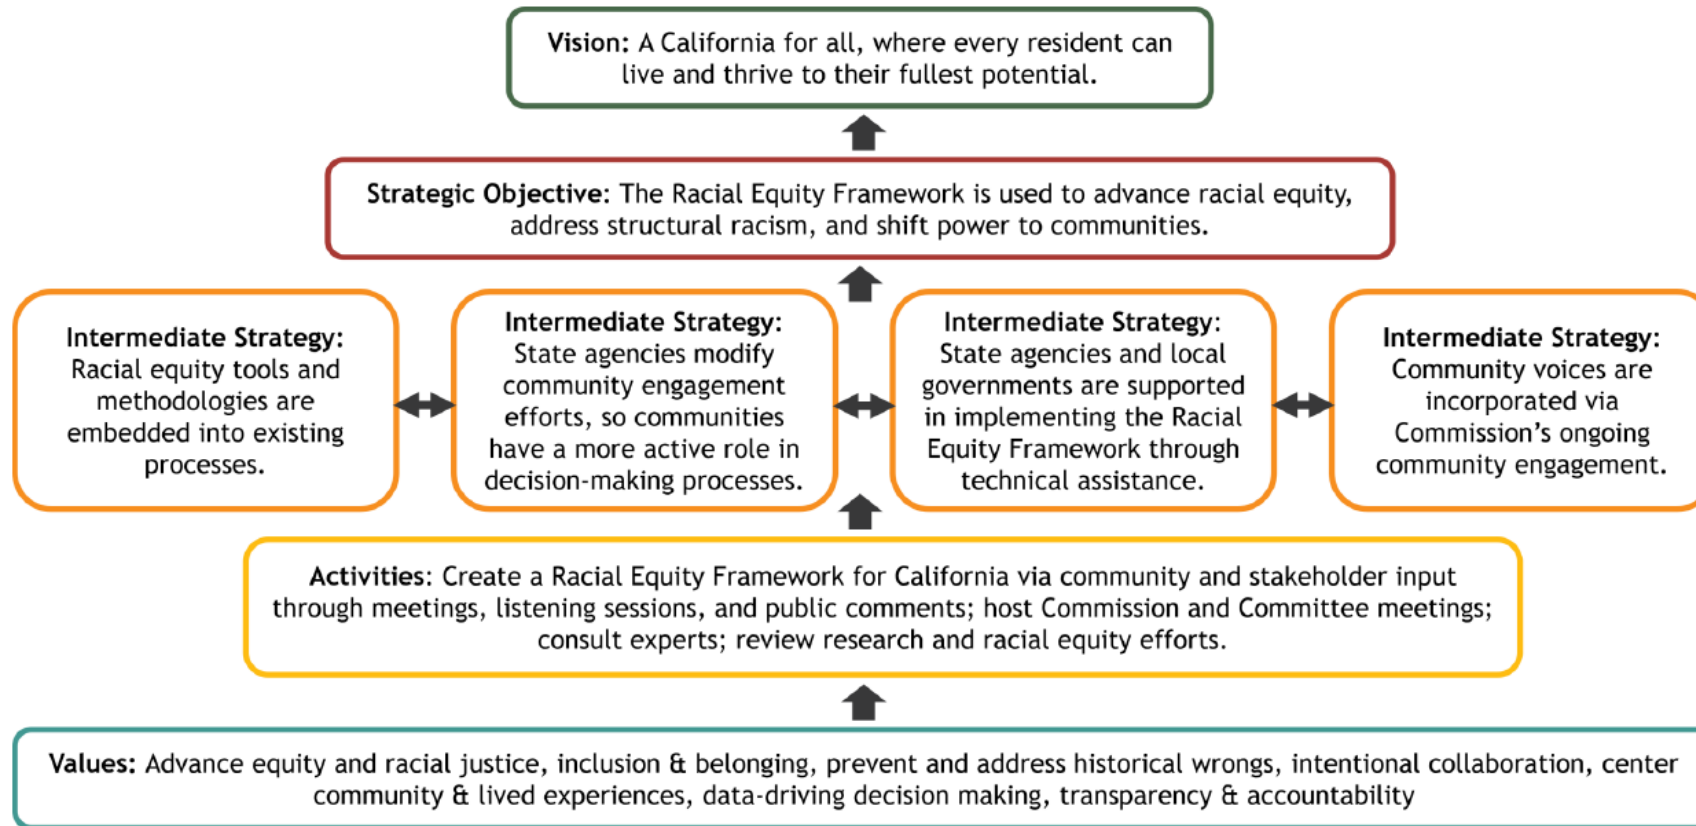 Vision: A California for all, where every resident can
live and thrive to their fullest potential.
Strategic Objective: The Racial Equity Framework is used to advance racial equity,
address structural racism, and shift power to communities.
Intermediate Strategy:
Racial equity tools and
methodologies are
embedded into existing
processes.
Intermediate Strategy:
State agencies modify
community engagement
efforts, so communities
have a more active role in
decision-making processes.
Intermediate Strategy:
State agencies and local
governments are supported
in implementing the Racial
Equity Framework through
technical assistance.
Intermediate Strategy:
Community voices are
incorporated via
Commission’s ongoing
community engagement.
Activities: Create a Racial Equity Framework for California via community and stakeholder input
through meetings, listening sessions, and public comments; host Commission and Committee meetings;
consult experts; review research and racial equity efforts.
Values: Advance equity and racial justice, inclusion & belonging, prevent and address historical wrongs, intentional collaboration, center
community & lived experiences, data-driving decision making, transparency & accountability